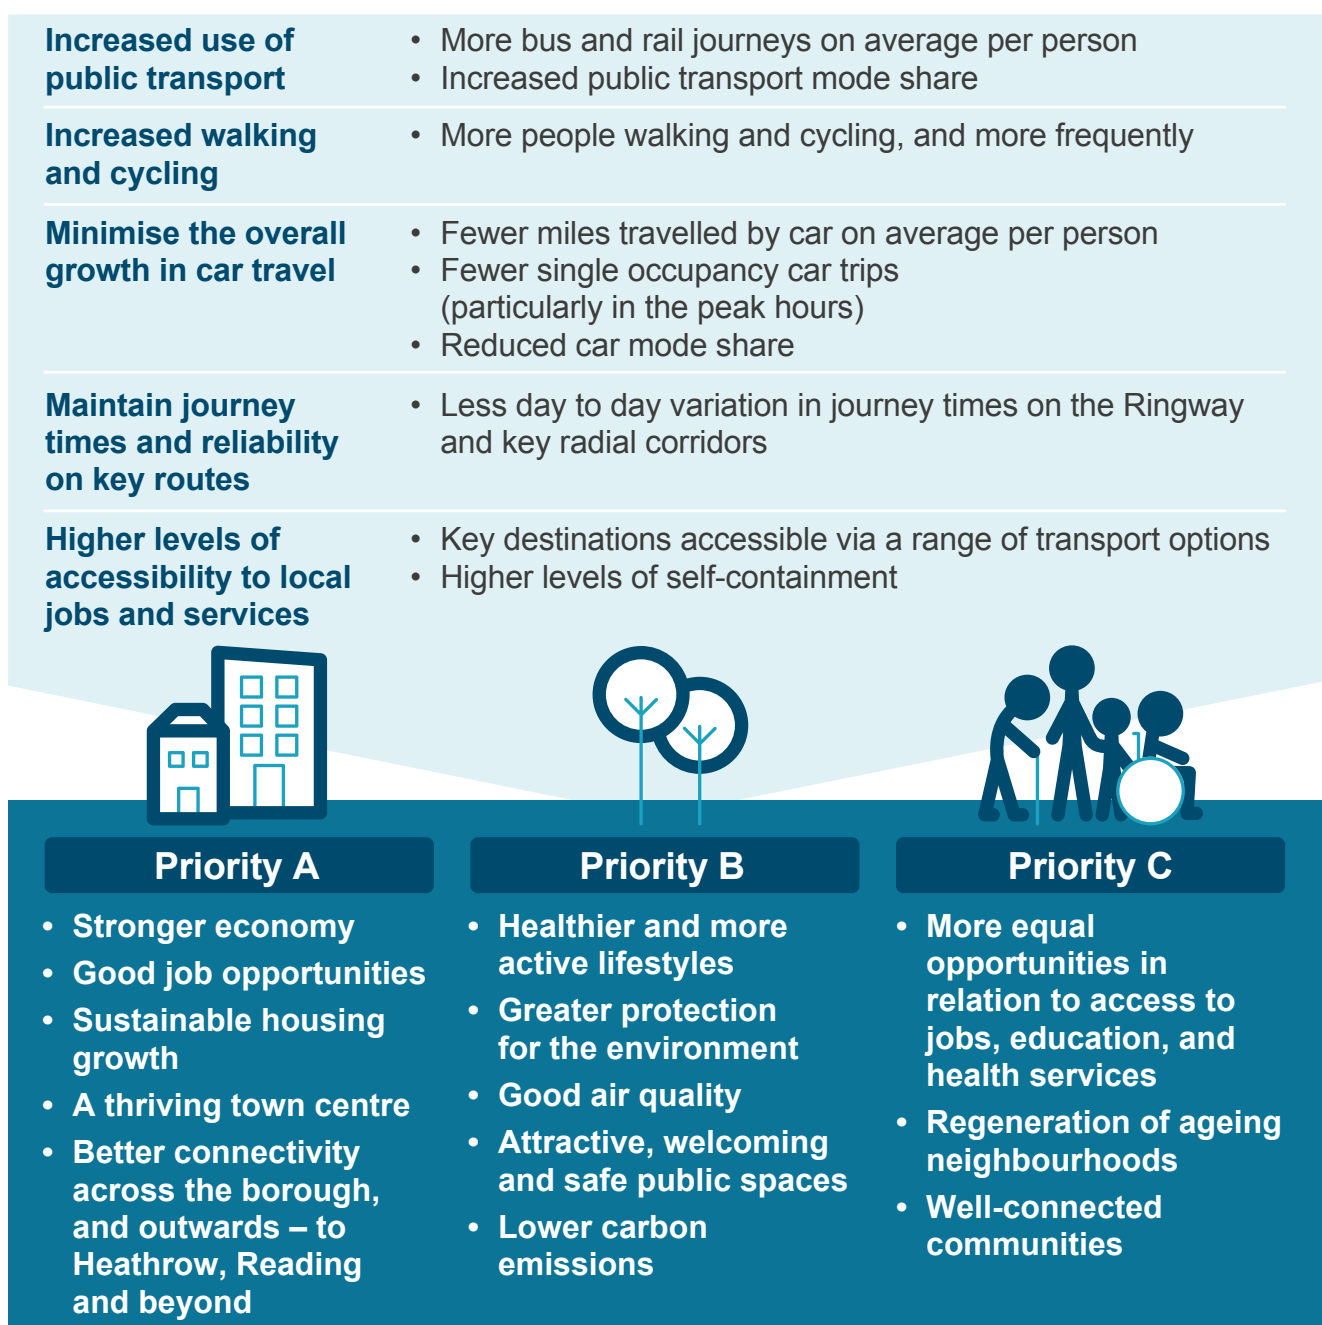 Increased use of
public transport
• More bus and rail journeys on average per person
• Increased public transport mode share
Increased walking
and cycling
• More people walking and cycling, and more frequently
Minimise the overall
growth in car travel
• Fewer miles travelled by car on average per person
• Fewer single occupancy car trips
(particularly in the peak hours)
• Reduced car mode share
Maintain journey
times and reliability
on key routes
• Less day to day variation in journey times on the Ringway
and key radial corridors
Higher levels of
accessibility to local
jobs and services
• Key destinations accessible via a range of transport options
• Higher levels of self-containment
Priority A
• Stronger economy
• Good job opportunities
• Sustainable housing
growth
• A thriving town centre
• Better connectivity
across the borough,
and outwards – to
Heathrow, Reading
and beyond
Priority B
• Healthier and more
active lifestyles
• Greater protection
for the environment
• Good air quality
• Attractive, welcoming
and safe public spaces
• Lower carbon
emissions
Priority C
• More equal
opportunities in
relation to access to
jobs, education, and
health services
• Regeneration of ageing
neighbourhoods
• Well-connected
communities